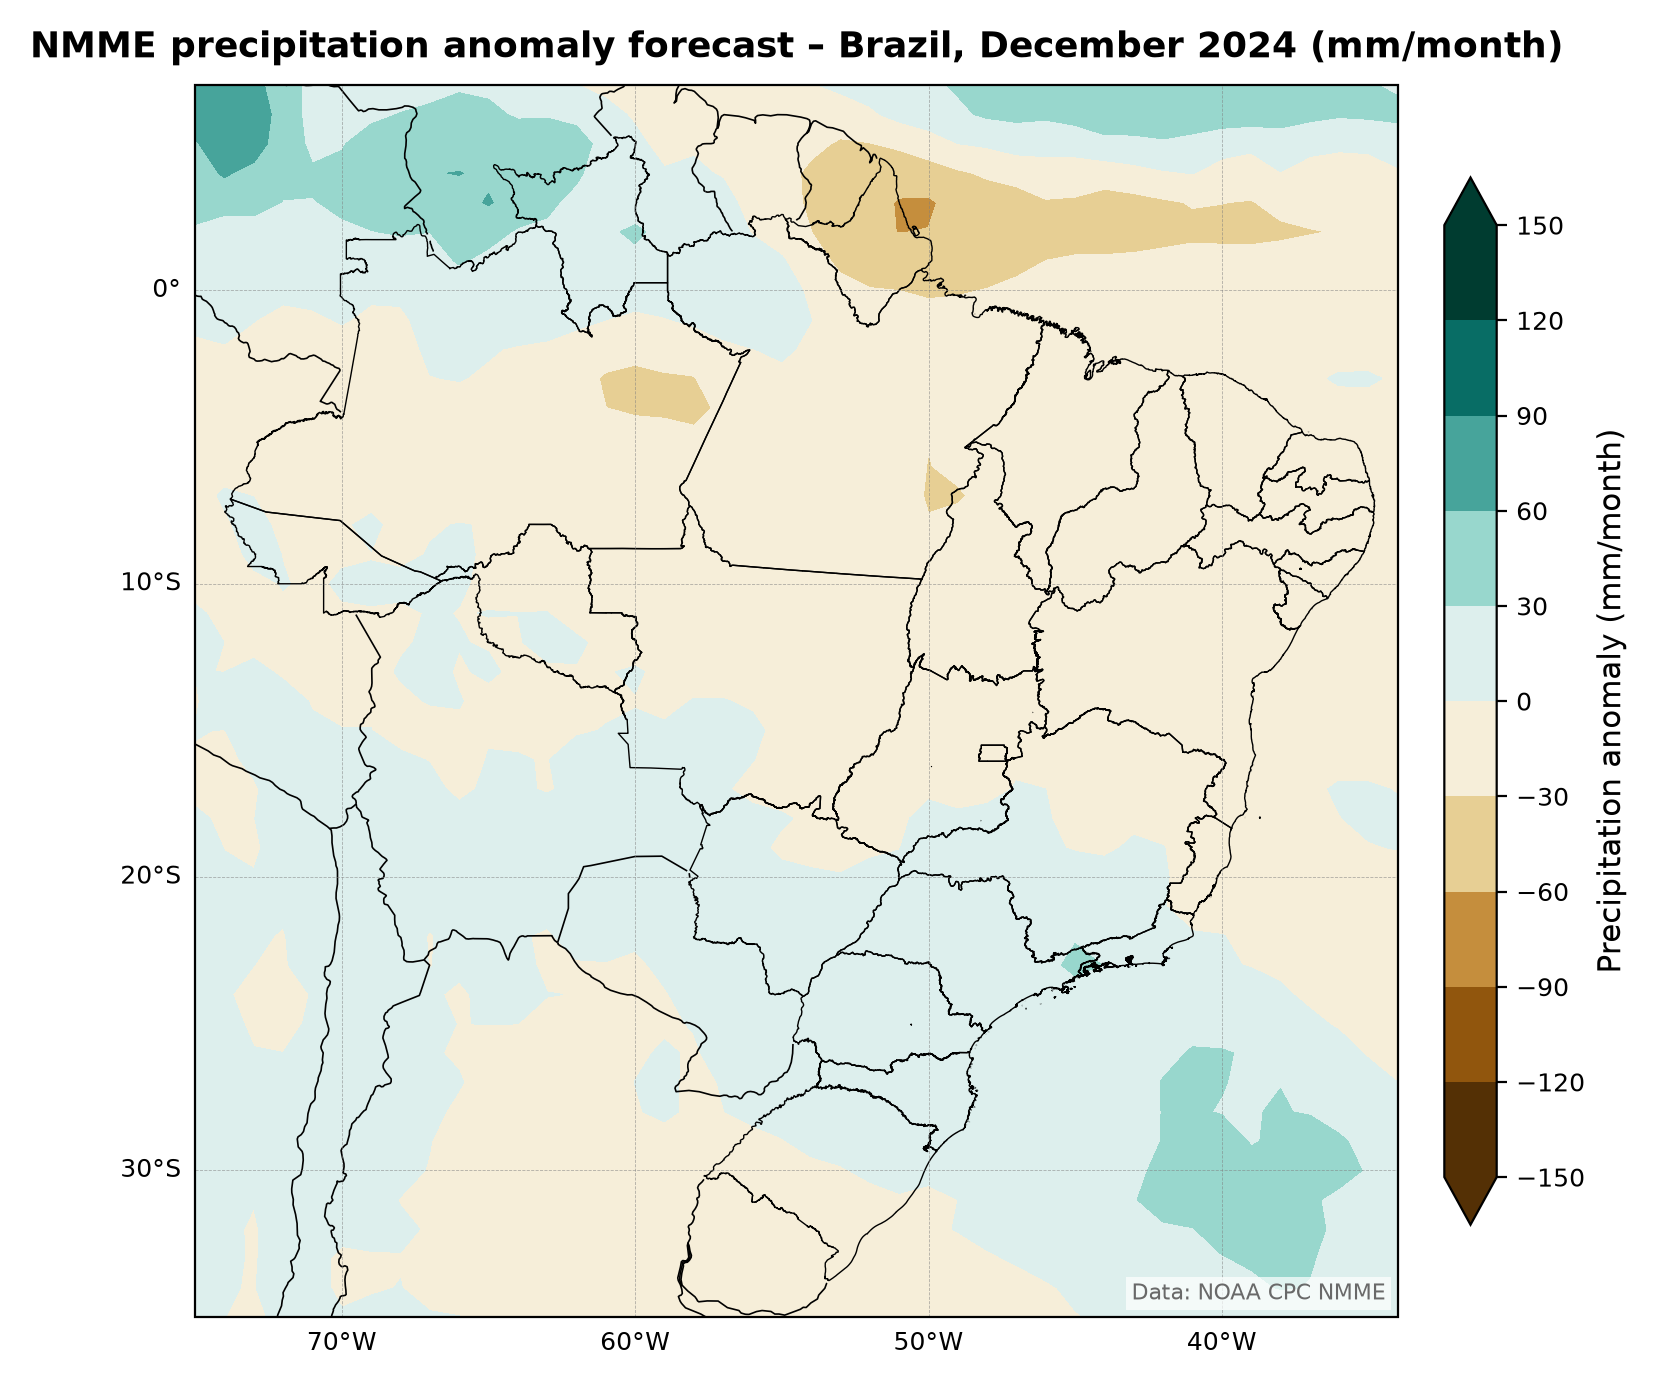 NMME precipitation anomaly forecast – Brazil, December 2024 (mm/month)
0°
10°S
20°S
30°S
70°W
60°W
50°W
40°W
150
120
90
60
30
0
−30
−60
−90
−120
−150
Precipitation anomaly (mm/month)
Data: NOAA CPC NMME